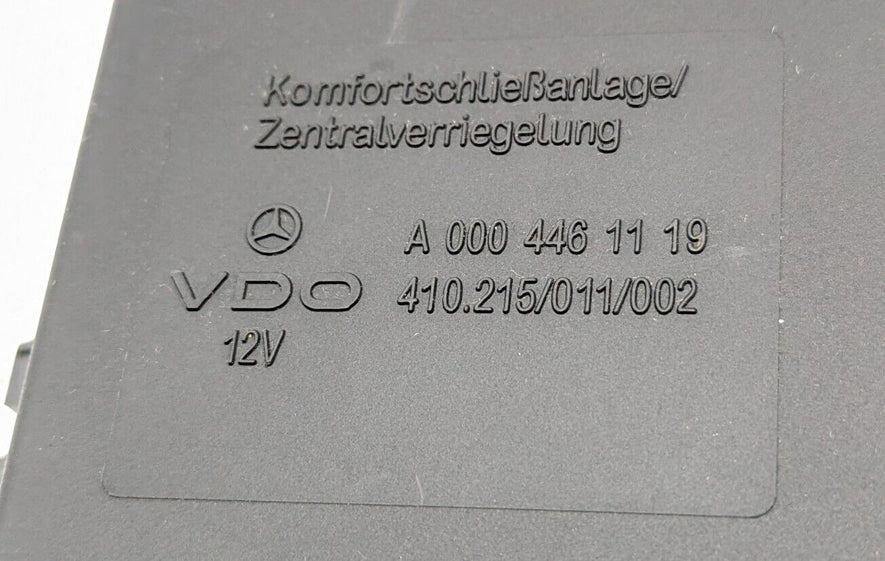 Komfortschließanlage/
Zentralverriegelung
A 000 446 11 19
VDO 410.215/011/002
12V